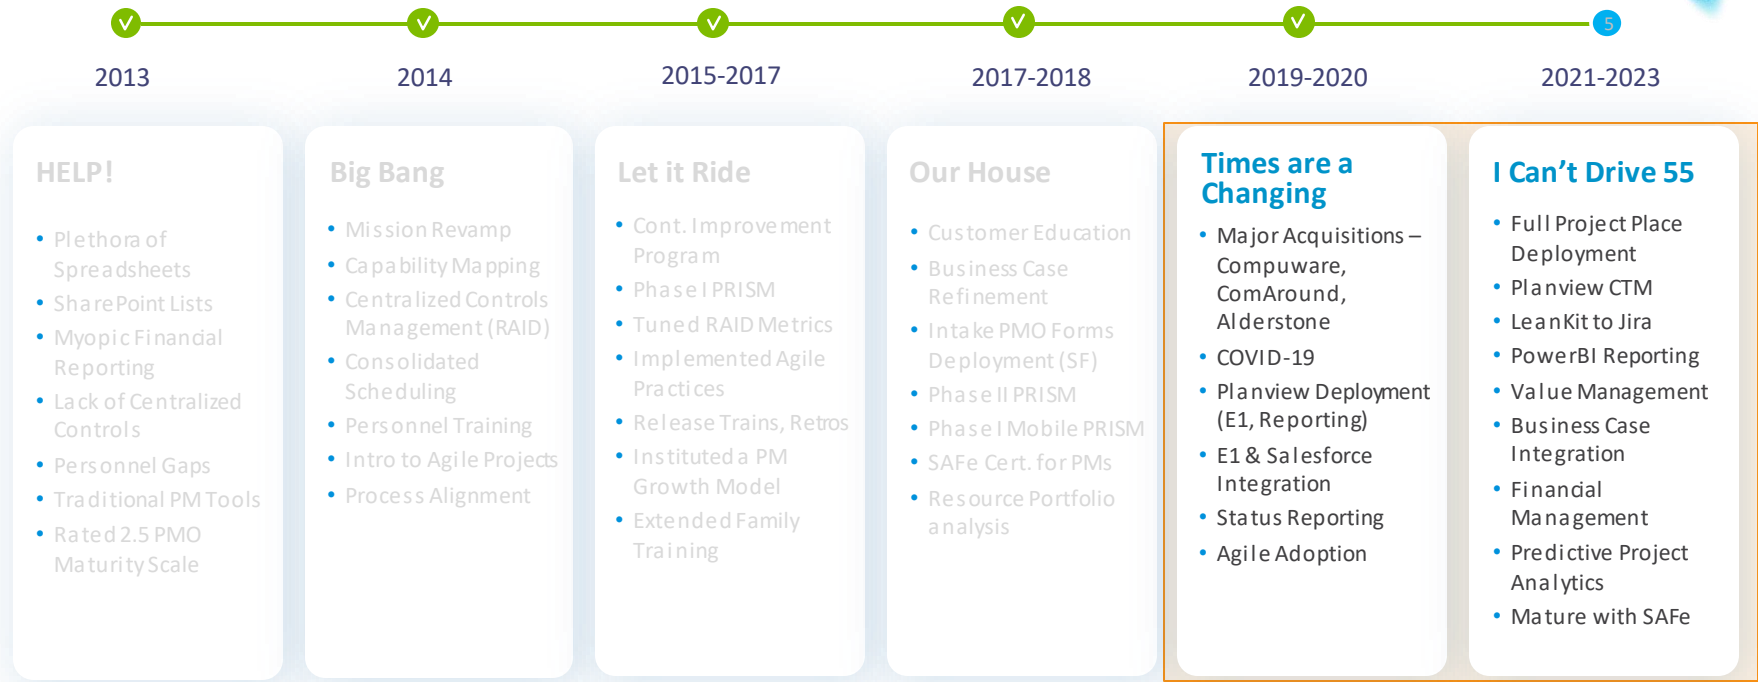 5
2013
2014
2015-2017
2017-2018
2019-2020
2021-2023
HELP!
• Plethora of
Spreadsheets
• SharePoint Lists
• Myopic Financial
Reporting
• Lack of Centralized
Controls
• Personnel Gaps
• Traditional PM Tools
• Rated 2.5 PMO
Maturity Scale
Big Bang
• Mission Revamp
• Capability Mapping
• Centralized Controls
Management (RAID)
• Consolidated
Scheduling
• Personnel Training
• Intro to Agile Projects
• Process Alignment
Let it Ride
• Cont. Improvement
Program
• Phase I PRISM
• Tuned RAID Metrics
• Implemented Agile
Practices
• Release Trains, Retros
• Instituted a PM
Growth Model
• Extended Family
Training
Our House
• Customer Education
• Business Case
Refinement
• Intake PMO Forms
Deployment (SF)
• Phase II PRISM
• Phase I Mobile PRISM
• SAFe Cert. for PMs
• Resource Portfolio
analysis
Times are a
Changing
• Major Acquisitions –
Compuware,
ComAround,
Alderstone
• COVID-19
• Planview Deployment
(E1, Reporting)
• E1 & Salesforce
Integration
• Status Reporting
• Agile Adoption
I Can’t Drive 55
• Full Project Place
Deployment
• Planview CTM
• LeanKit to Jira
• PowerBI Reporting
• Value Management
• Business Case
Integration
• Financial
Management
• Predictive Project
Analytics
• Mature with SAFe